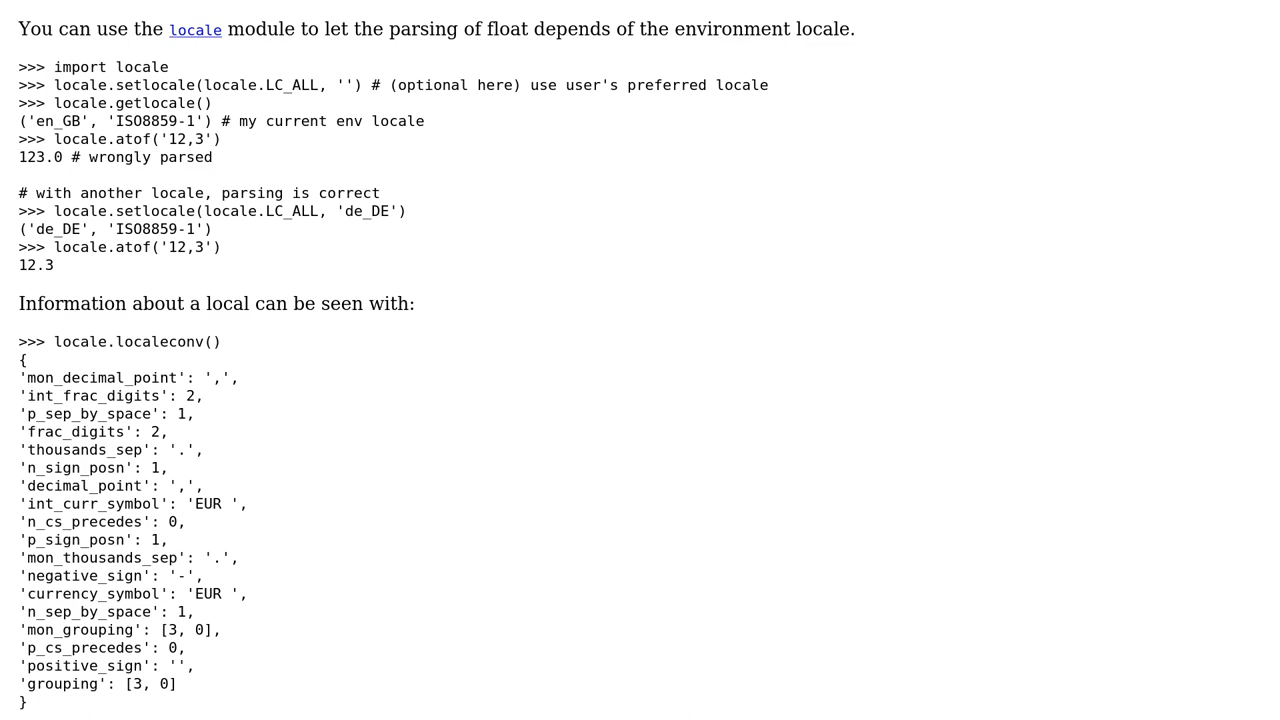 You can use the locale module to let the parsing of float depends of the environment locale.
>>> import locale
>>> locale.setlocale(locale.LC_ALL, '') # (optional here) use user's preferred locale
>>> locale.getlocale()
('en_GB', 'ISO8859-1') # my current env locale
>>> locale.atof('12,3')
123.0 # wrongly parsed
# with another locale, parsing is correct
>>> locale.setlocale(locale.LC_ALL, 'de_DE')
('de_DE', 'ISO8859-1')
>>> locale.atof('12,3')
12.3
Information about a local can be seen with:
>>> locale.localeconv()
{
'mon_decimal_point': ',',
'int_frac_digits': 2,
'p_sep_by_space': 1,
'frac_digits': 2,
'thousands_sep': '.',
'n_sign_posn': 1,
'decimal_point': ',',
'int_curr_symbol': 'EUR ',
'n_cs_precedes': 0,
'p_sign_posn': 1,
'mon_thousands_sep': '.',
'negative_sign': '-',
'currency_symbol': 'EUR ',
'n_sep_by_space': 1,
'mon_grouping': [3, 0],
'p_cs_precedes': 0,
'positive_sign': '',
'grouping': [3, 0]
}